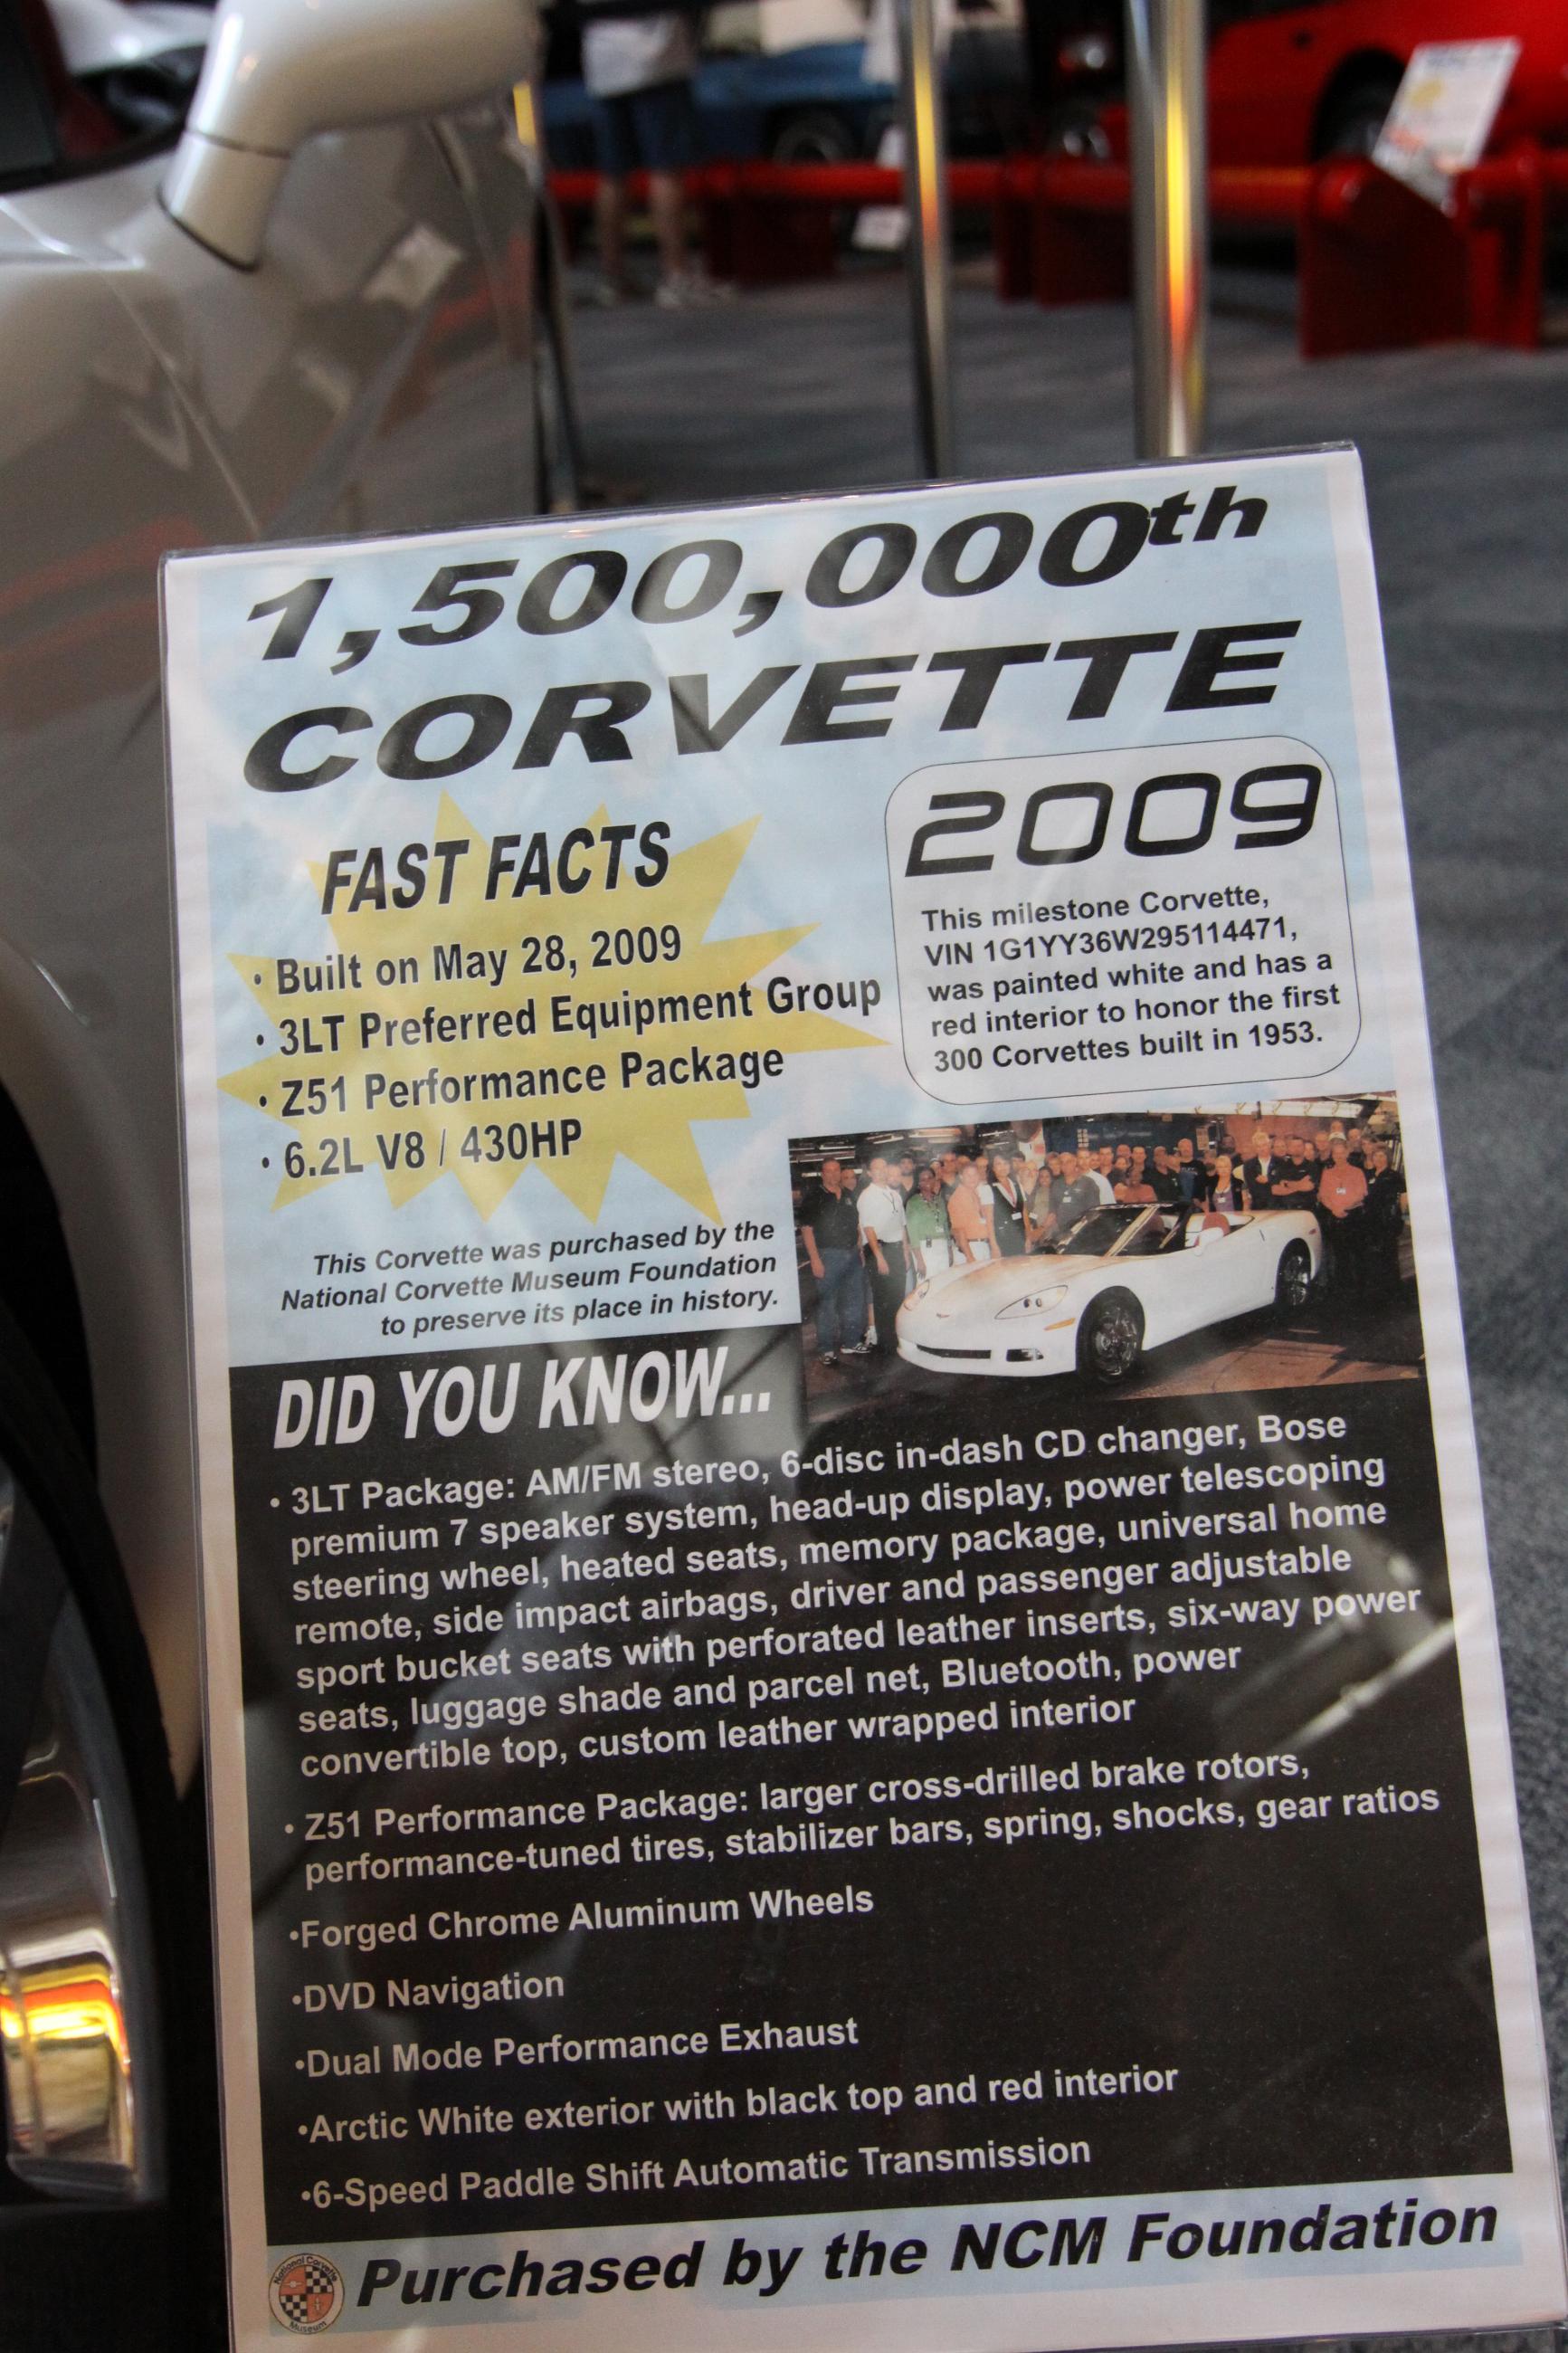 1,500,000th
CORVETTE
FAST FACTS
• Built on May 28, 2009
• 3LT Preferred Equipment Group
• Z51 Performance Package
• 6.2L V8 / 430HP
2009
This milestone Corvette,
VIN 1G1YY36W295114471,
was painted white and has a
red interior to honor the first
300 Corvettes built in 1953.
This Corvette was purchased by the
National Corvette Museum Foundation
to preserve its place in history.
DID YOU KNOW...
• 3LT Package: AM/FM stereo, 6-disc in-dash CD changer, Bose
premium 7 speaker system, head-up display, power telescoping
steering wheel, heated seats, memory package, universal home
remote, side impact airbags, driver and passenger adjustable
sport bucket seats with perforated leather inserts, six-way power
seats, luggage shade and parcel net, Bluetooth, power
convertible top, custom leather wrapped interior
• Z51 Performance Package: larger cross-drilled brake rotors,
performance-tuned tires, stabilizer bars, spring, shocks, gear ratios
•Forged Chrome Aluminum Wheels
•DVD Navigation
•Dual Mode Performance Exhaust
•Arctic White exterior with black top and red interior
•6-Speed Paddle Shift Automatic Transmission
National Corvette
Museum
Purchased by the NCM Foundation